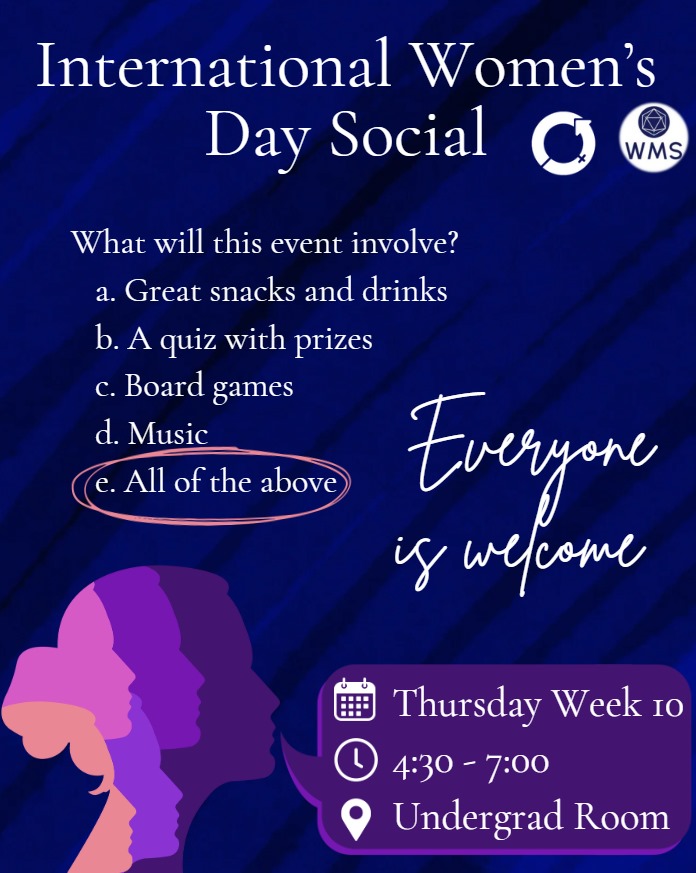 International Women's
Day Social
WMS
What will this event involve?
a. Great snacks and drinks
b. A quiz with prizes
c. Board games
d. Music
e. All of the above
Everyone
is welcome
Thursday Week 10
4:30 - 7:00
Undergrad Room